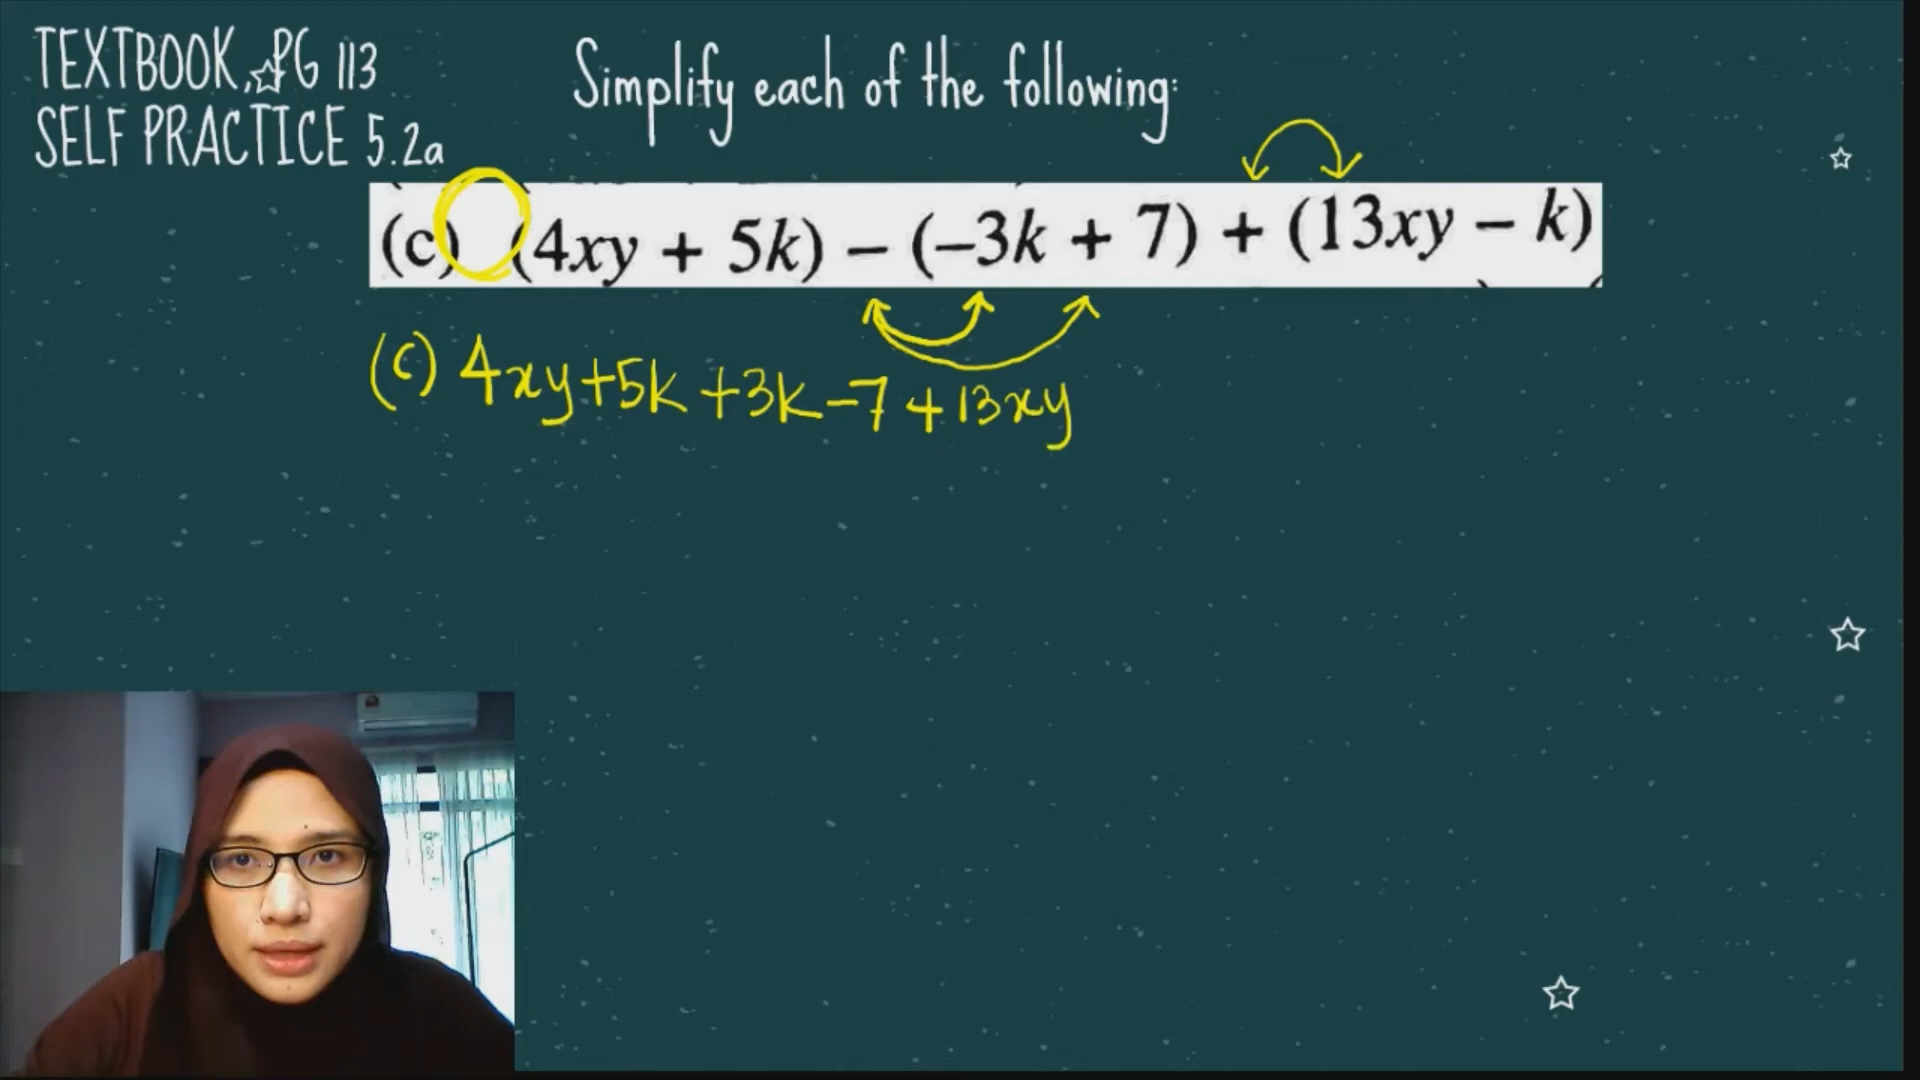 TEXTBOOK, PG 113
SELF PRACTICE 5.2a
Simplify each of the following:
(c) (4xy + 5k) − (−3k + 7) + (13xy − k)
(c) 4xy+5k+3k-7+13xy